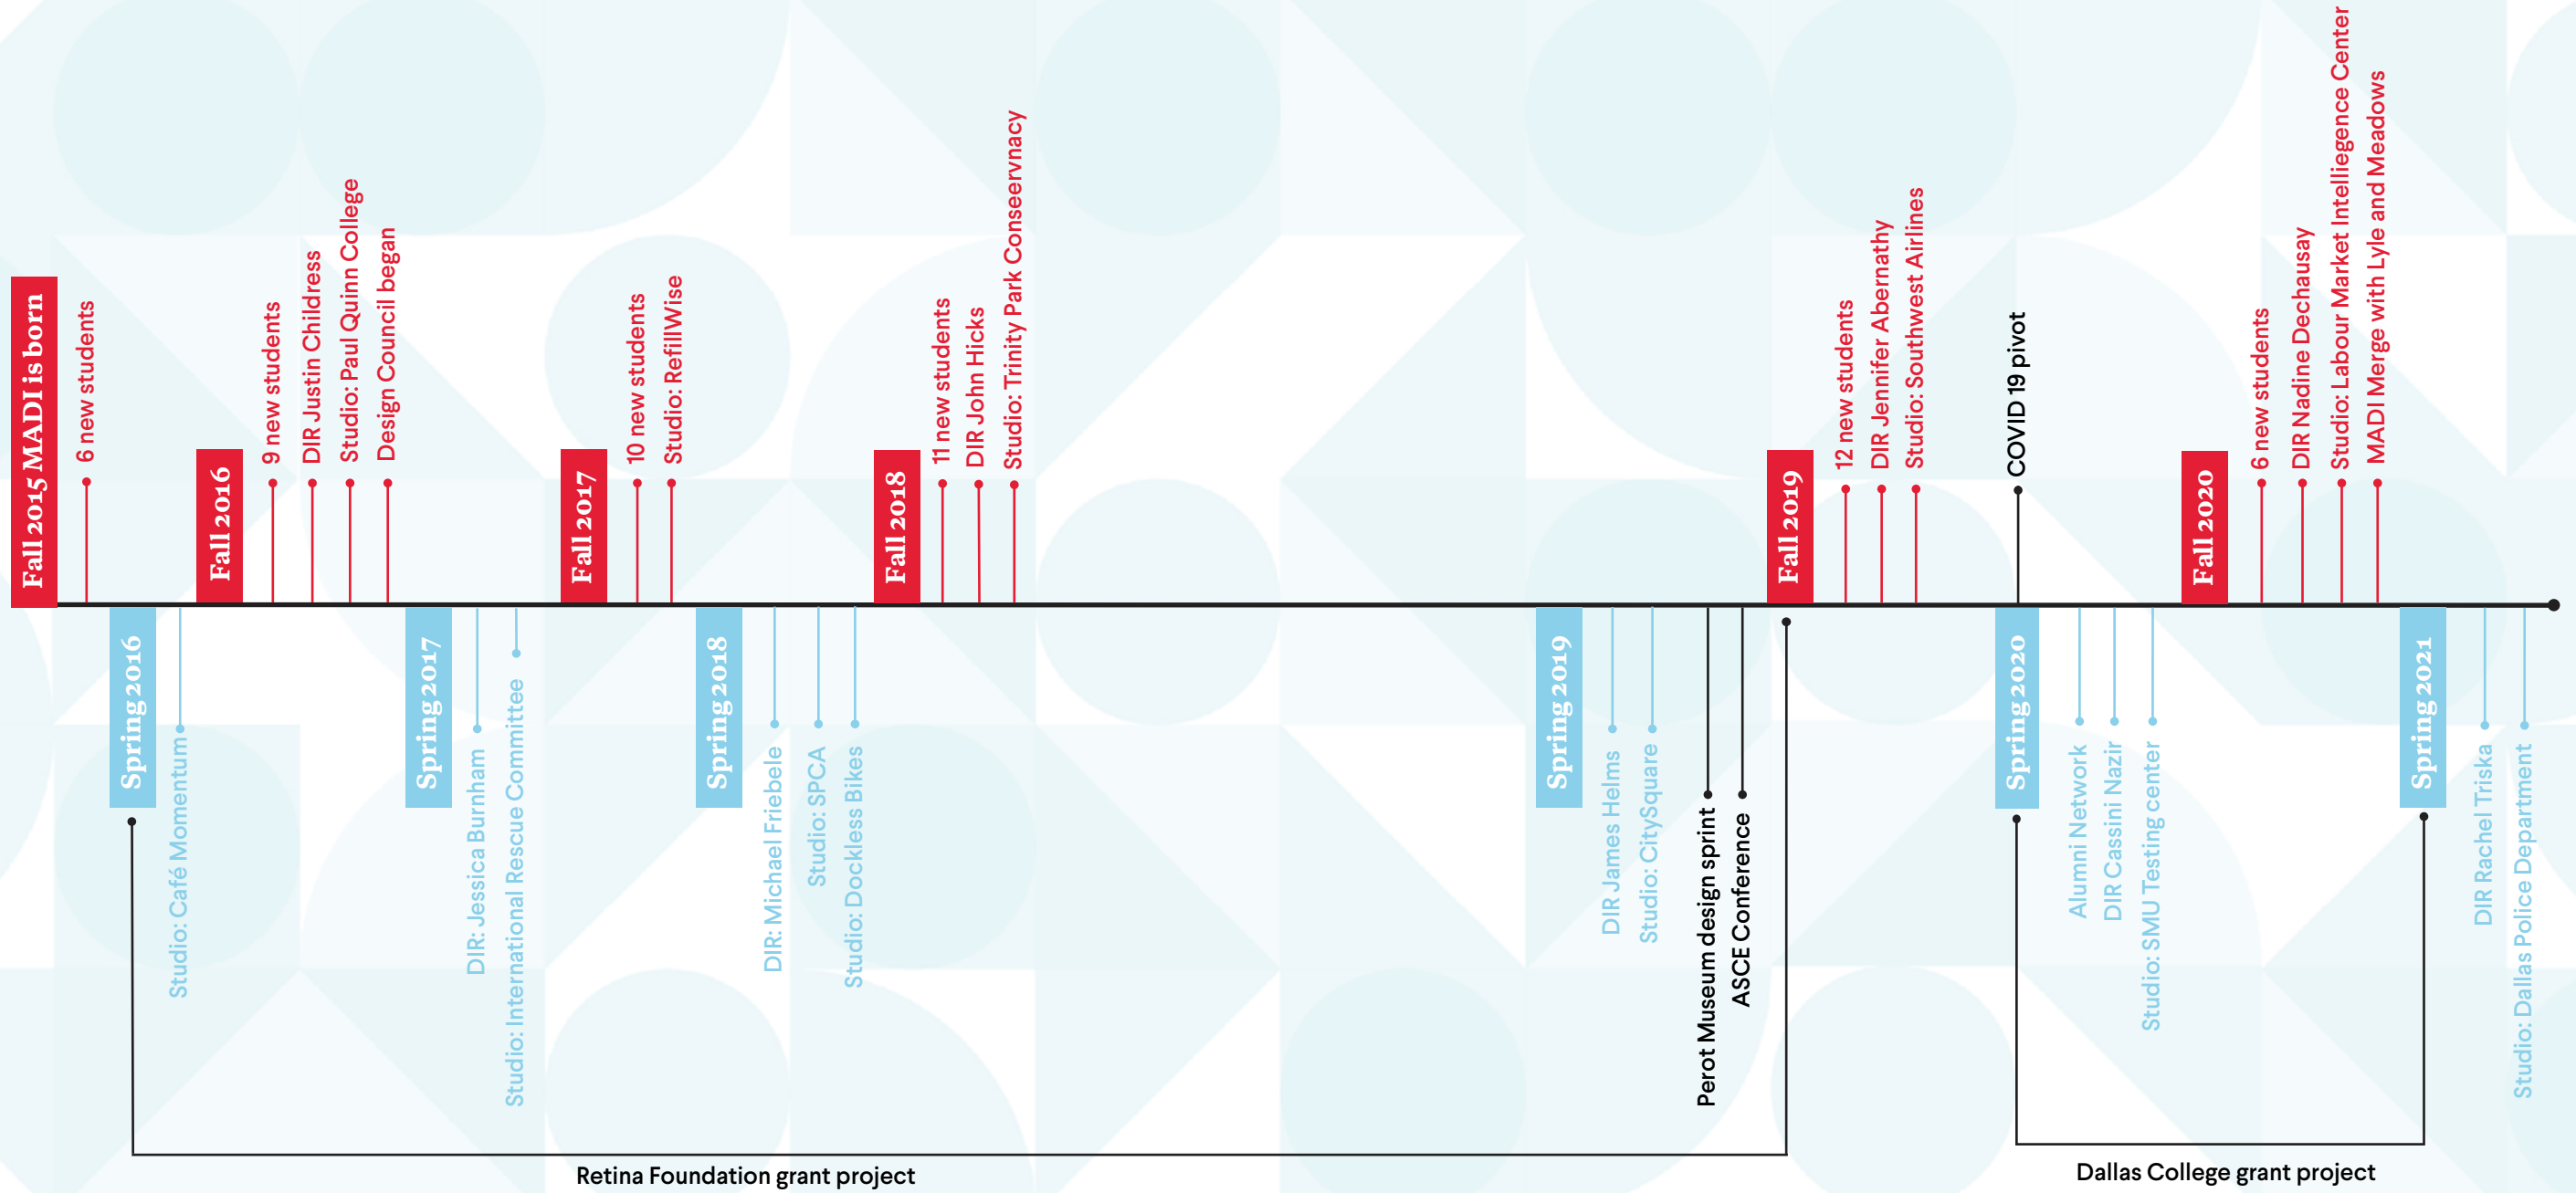 Fall 2015 MADI is born
6 new students
Spring 2016
Studio: Café Momentum
Fall 2016
9 new students
DIR Justin Childress
Studio: Paul Quinn College
Design Council began
Spring 2017
DIR: Jessica Burnham
Studio: International Rescue Committee
Fall 2017
10 new students
Studio: RefillWise
Spring 2018
DIR: Michael Friebele
Studio: SPCA
Studio: Dockless Bikes
Fall 2018
11 new students
DIR John Hicks
Studio: Trinity Park Conservnacy
Spring 2019
DIR James Helms
Studio: CitySquare
Perot Museum design sprint
ASCE Conference
Fall 2019
12 new students
DIR Jennifer Abernathy
Studio: Southwest Airlines
COVID 19 pivot
Spring 2020
Alumni Network
DIR Cassini Nazir
Studio: SMU Testing center
Fall 2020
6 new students
DIR Nadine Dechausay
Studio: Labour Market Intelliegence Center
MADI Merge with Lyle and Meadows
Spring 2021
DIR Rachel Triska
Studio: Dallas Police Department
Retina Foundation grant project
Dallas College grant project